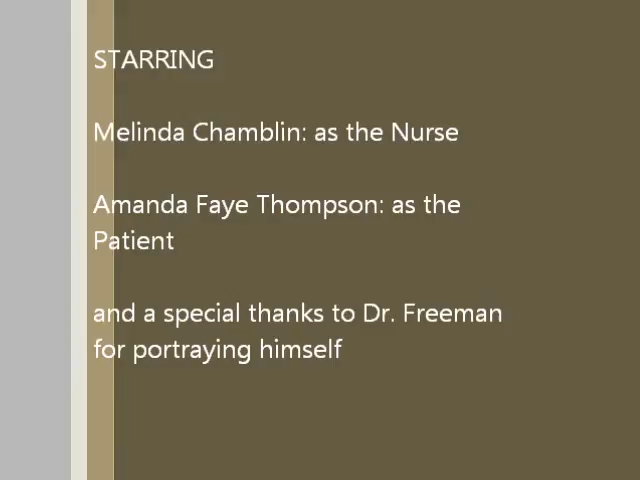 STARRING
Melinda Chamblin: as the Nurse
Amanda Faye Thompson: as the
Patient
and a special thanks to Dr. Freeman
for portraying himself